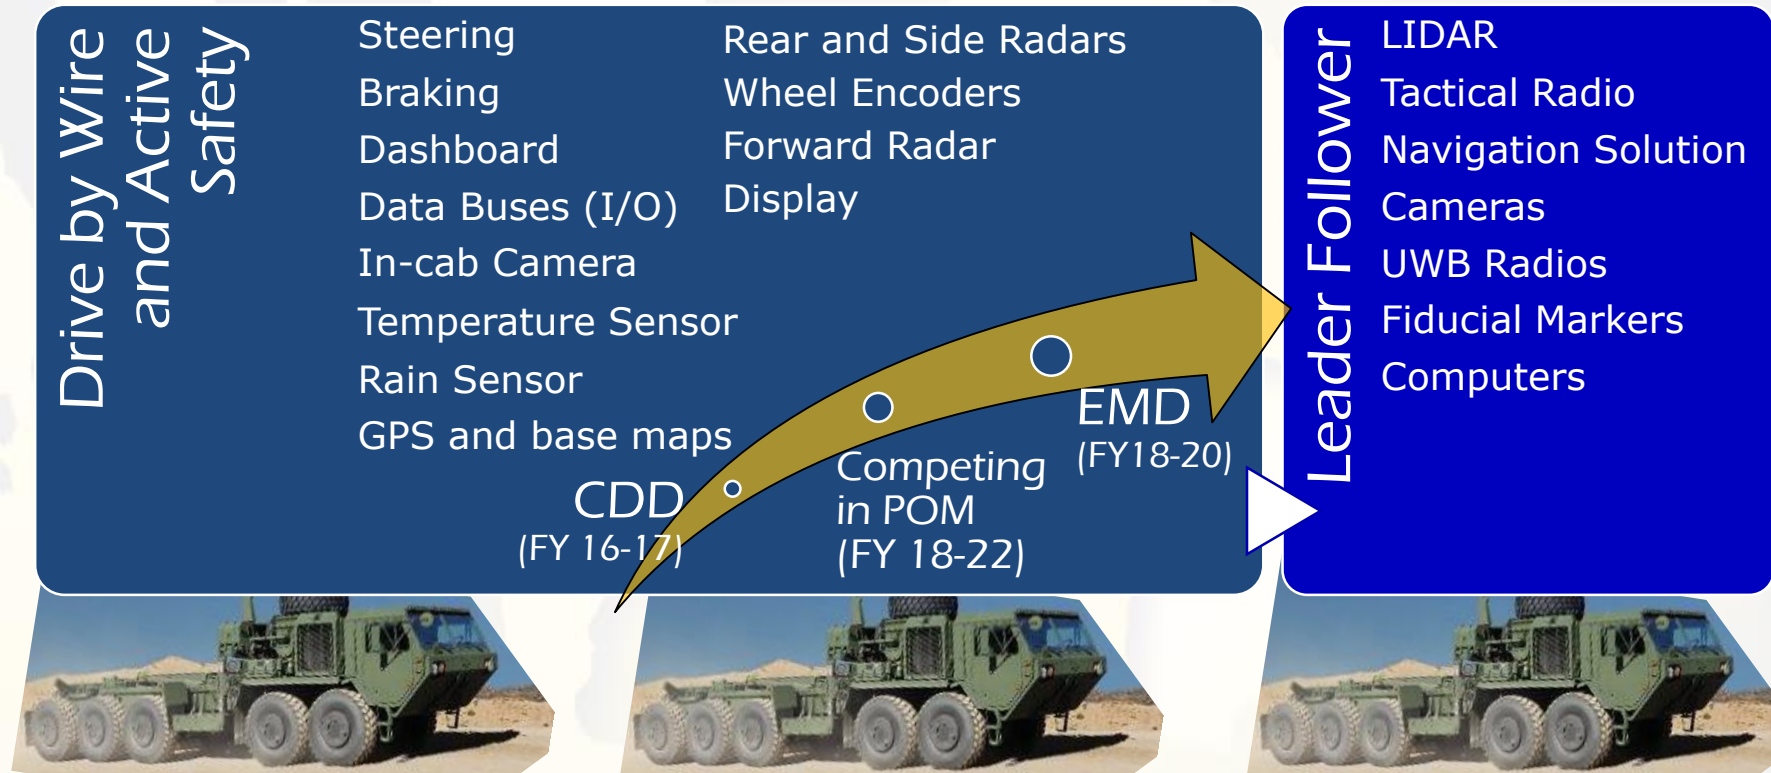 Drive by Wire
and Active
Safety
Steering
Braking
Dashboard
Data Buses (I/O)
In-cab Camera
Temperature Sensor
Rain Sensor
GPS and base maps
Rear and Side Radars
Wheel Encoders
Forward Radar
Display
CDD
(FY 16-17)
Competing
in POM
(FY 18-22)
EMD
(FY18-20)
Leader Follower
LIDAR
Tactical Radio
Navigation Solution
Cameras
UWB Radios
Fiducial Markers
Computers